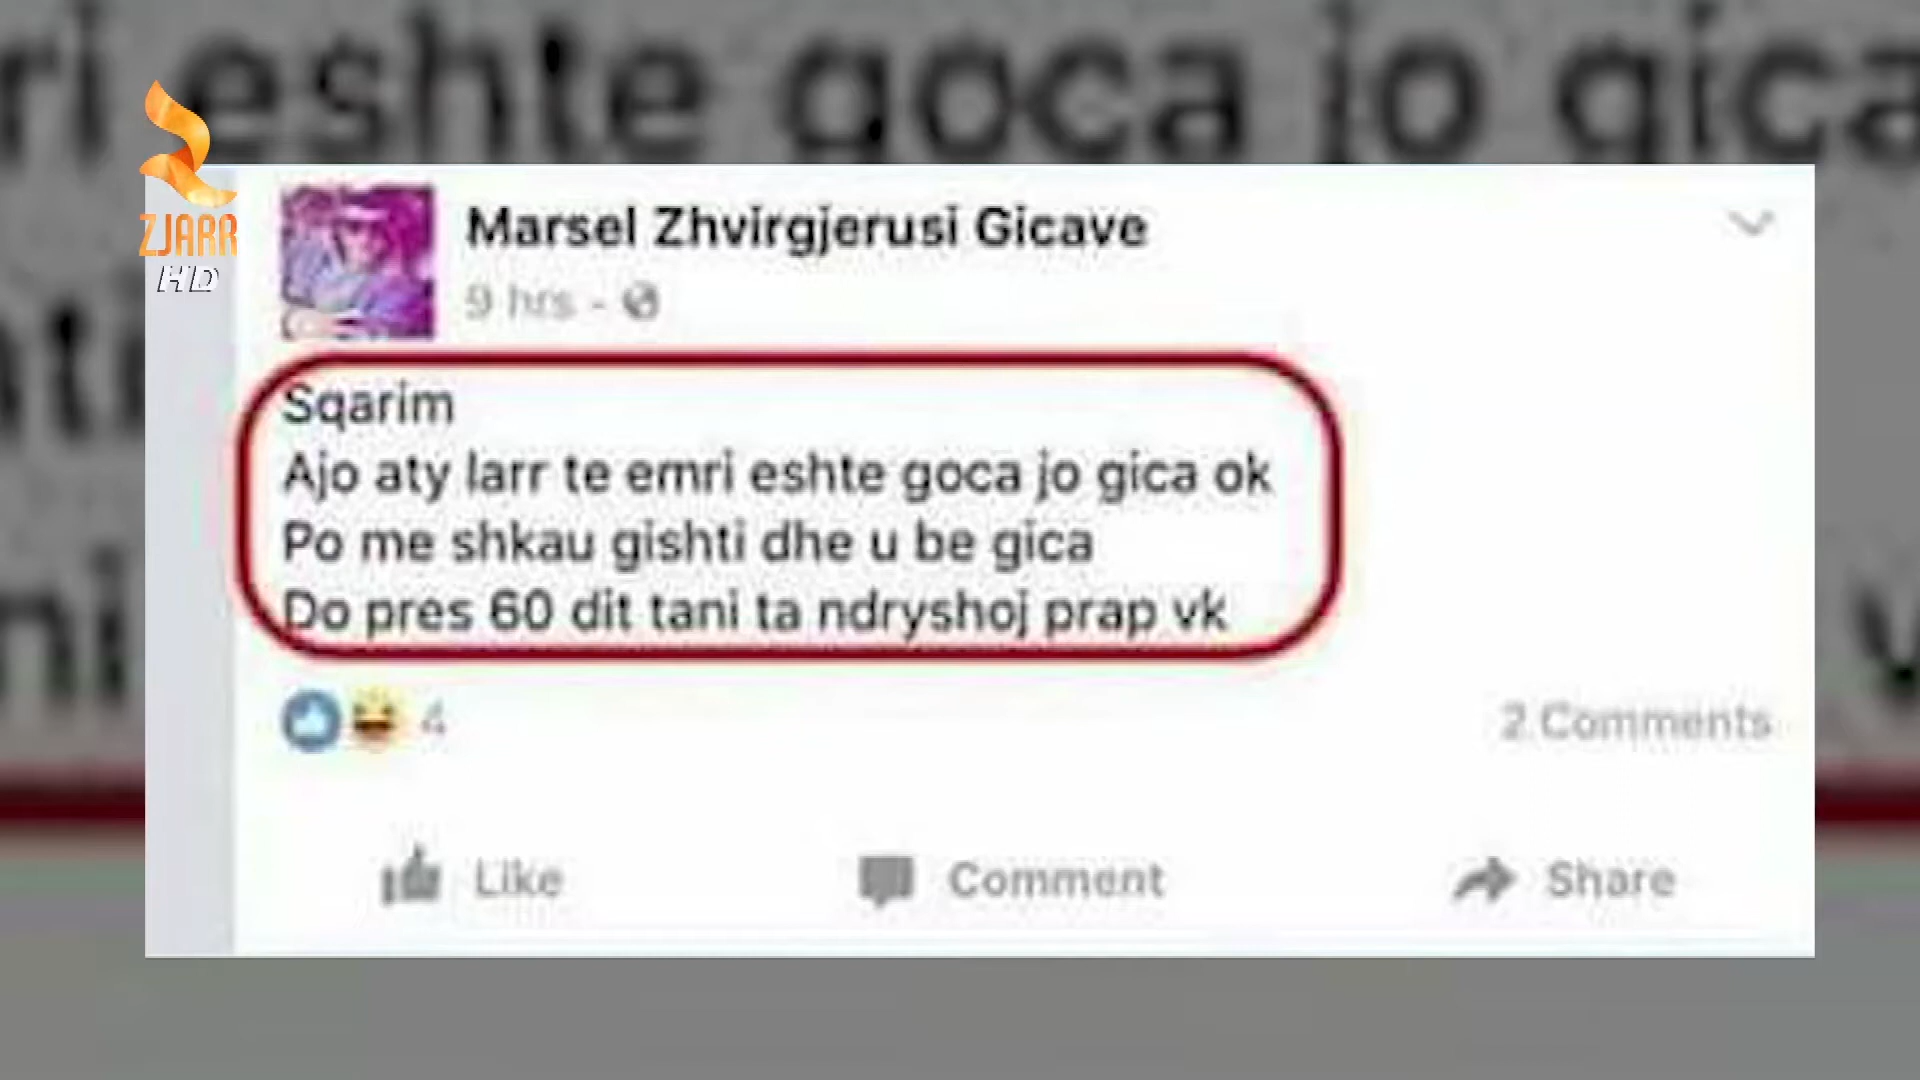 ri eshte goca jo gica
ZJARR
HD
Marsel Zhvirgjerusi Gicave
9 hrs -
Sqarim
Ajo aty larr te emri eshte goca jo gica ok
Po me shkau gishti dhe u be gica
Do pres 60 dit tani ta ndryshoj prap vk
4
2 Comments
Like
Comment
Share